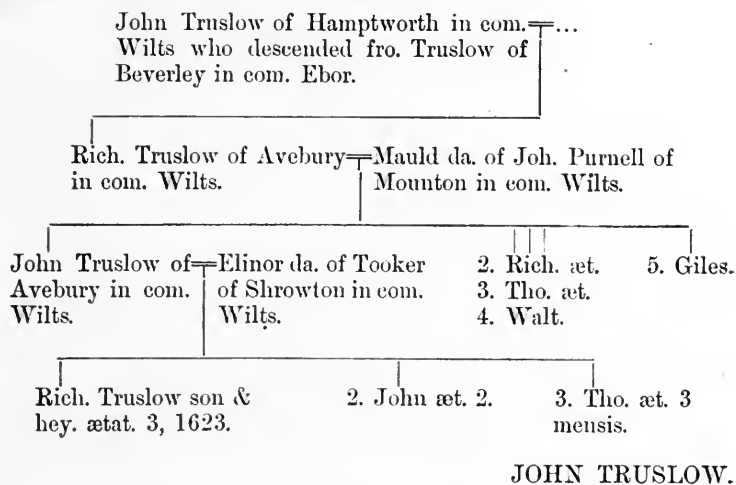 John Truslow of Hamptworth in com.=...
Wilts who descended fro. Truslow of
Beverley in com. Ebor.
Rich. Truslow of Avebury=Mauld da. of Joh. Purnell of
in com. Wilts. Mounton in com. Wilts.
John Truslow of=Elinor da. of Tooker 2. Rich. æt. 5. Giles.
Avebury in com. of Shrowton in com. 3. Tho. æt.
Wilts. Wilts. 4. Walt.
Rich. Truslow son & 2. John æt. 2. 3. Tho. æt. 3
hey. ætat. 3, 1623. mensis.
JOHN TRUSLOW.